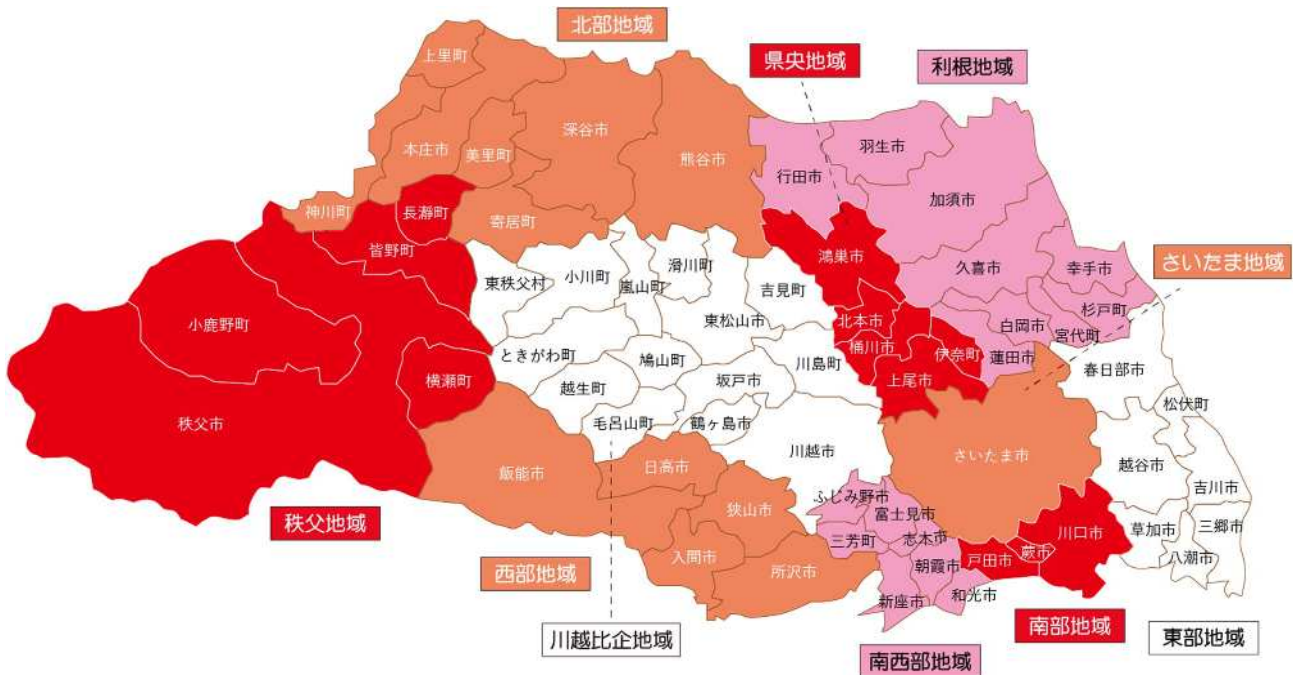 北部地域
県央地域
利根地域
上里町
深谷市
本庄市
美里町
熊谷市
羽生市
行田市
加須市
神川町
長瀞町
寄居町
皆野町
鴻巣市
久喜市
幸手市
さいたま地域
東秩父村
小川町
嵐山町
滑川町
吉見町
杉戸町
小鹿野町
東松山市
北本市
白岡市
宮代町
ときがわ町
鳩山町
桶川市
伊奈町
蓮田市
川島町
春日部市
横瀬町
越生町
坂戸市
上尾市
松伏町
秩父市
毛呂山町
鶴ヶ島市
川越市
さいたま市
飯能市
日高市
越谷市
吉川市
ふじみ野市
狭山市
富士見市
秩父地域
三芳町
志木市
川口市
草加市
三郷市
入間市
所沢市
朝霞市
戸田市
蕨市
八潮市
西部地域
新座市
和光市
川越比企地域
南部地域
東部地域
南西部地域